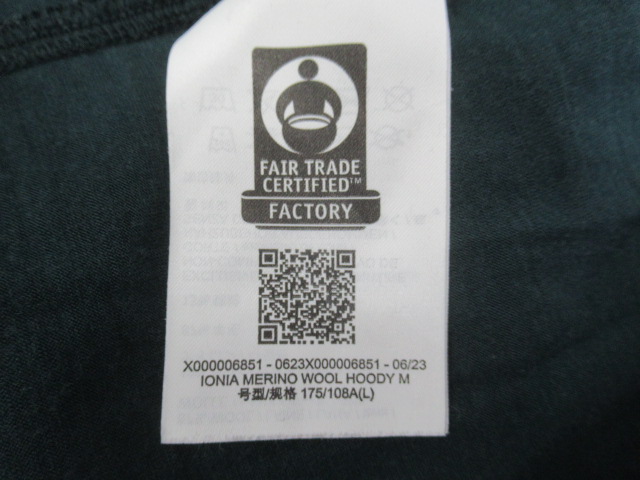 FAIR TRADE
CERTIFIED™
FACTORY
X000006851 - 0623X000006851 - 06/23
IONIA MERINO WOOL HOODY M
号型/规格 175/108A(L)